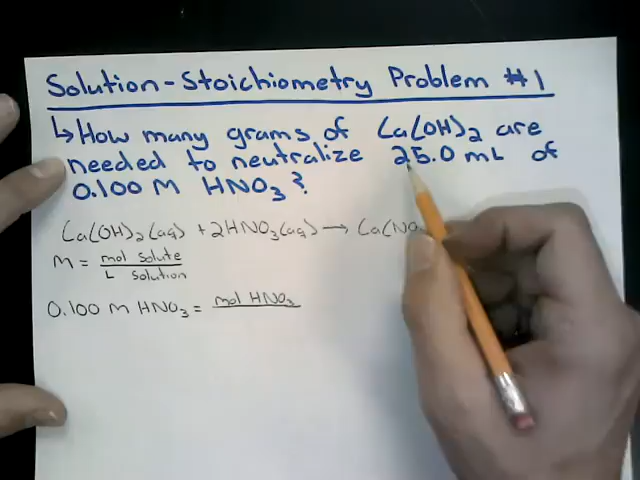 Solution-Stoichiometry Problem #1
↳How many grams of Ca(OH)₂ are
needed to neutralize 25.0 mL of
0.100 M HNO₃?
Ca(OH)₂(aq) + 2HNO₃(aq) → Ca(NO
M = mol solute / L solution
0.100 M HNO₃ = mol HNO₃